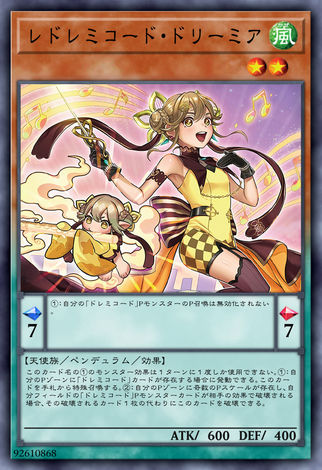 レドレミコード・ドリーミア
風
①:自分の「ドレミコード」PモンスターのP召喚は無効化されない
。
7
7
【天使族/ペンデュラム/効果】
このカード名の①のモンスター効果は1ターンに1度しか使用できない。①:自
分のPゾーンに「ドレミコード」カードが存在する場合に発動できる。このカー
ドを手札から特殊召喚する。②:自分のPゾーンに奇数のPスケールが存在し、自
分フィールドの「ドレミコード」Pモンスターカードが相手の効果で破壊される
場合、その破壊されるカード1枚の代わりにこのカードを破壊できる。
ATK/ 600 DEF/ 400
92610868